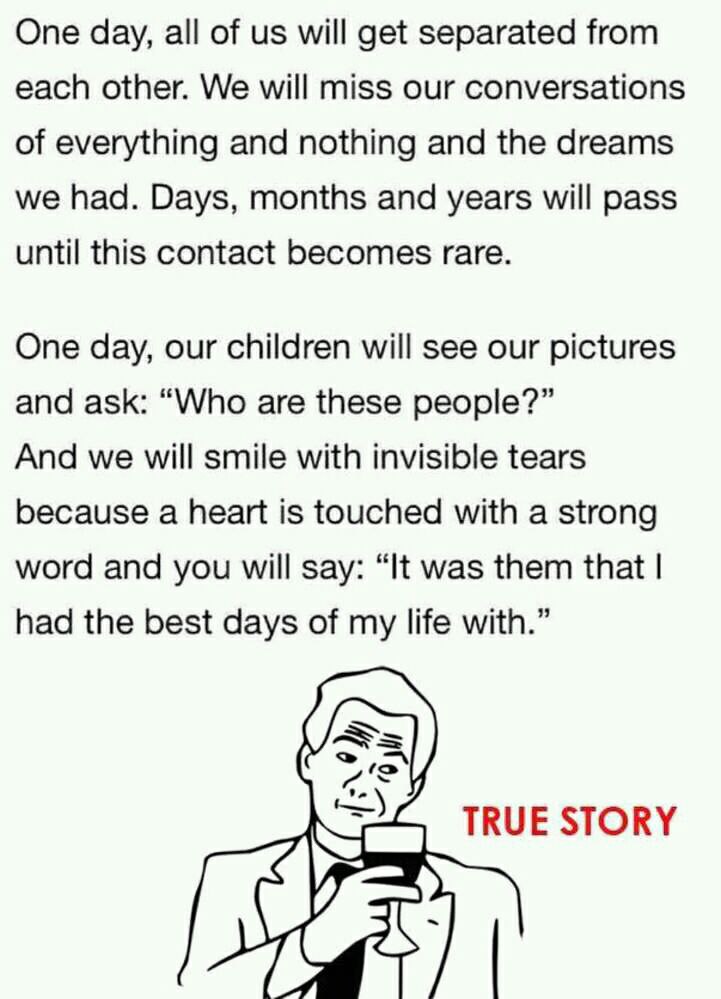 One day, all of us will get separated from
each other. We will miss our conversations
of everything and nothing and the dreams
we had. Days, months and years will pass
until this contact becomes rare.
One day, our children will see our pictures
and ask: “Who are these people?”
And we will smile with invisible tears
because a heart is touched with a strong
word and you will say: “It was them that I
had the best days of my life with.”
TRUE STORY